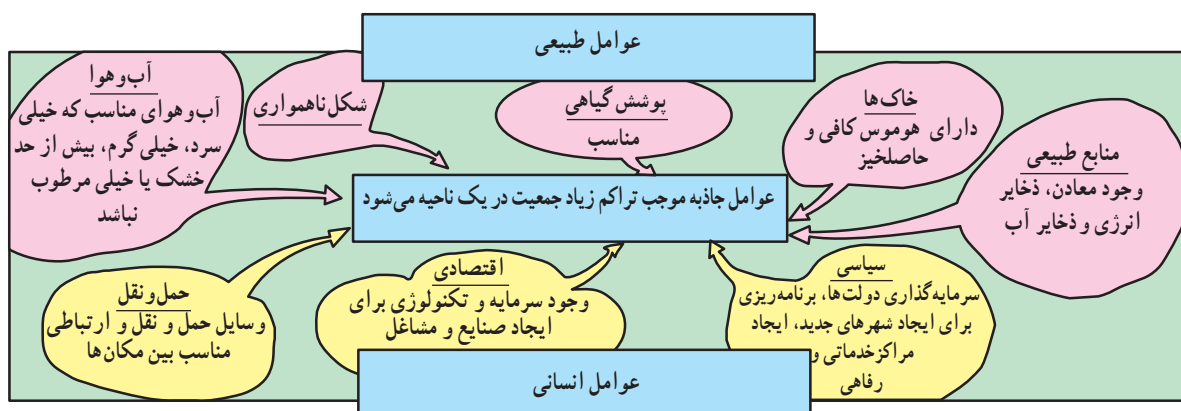 عوامل طبیعی
خاک‌ها
دارای هوموس کافی و
حاصلخیز
پوشش گیاهی
مناسب
شکل ناهمواری
آب‌وهوا
آب‌وهوای مناسب که خیلی
سرد، خیلی گرم، بیش از حد
خشک یا خیلی مرطوب
نباشد
منابع طبیعی
وجود معادن، ذخایر
انرژی و ذخایر آب
عوامل جاذبه موجب تراکم زیاد جمعیت در یک ناحیه می‌شود
سیاسی
سرمایه‌گذاری دولت‌ها، برنامه‌ریزی
برای ایجاد شهرهای جدید، ایجاد
مراکزخدماتی و
رفاهی
اقتصادی
وجود سرمایه و تکنولوژی برای
ایجاد صنایع و مشاغل
حمل‌ونقل
وسایل حمل و نقل و ارتباطی
مناسب بین مکان‌ها
عوامل انسانی